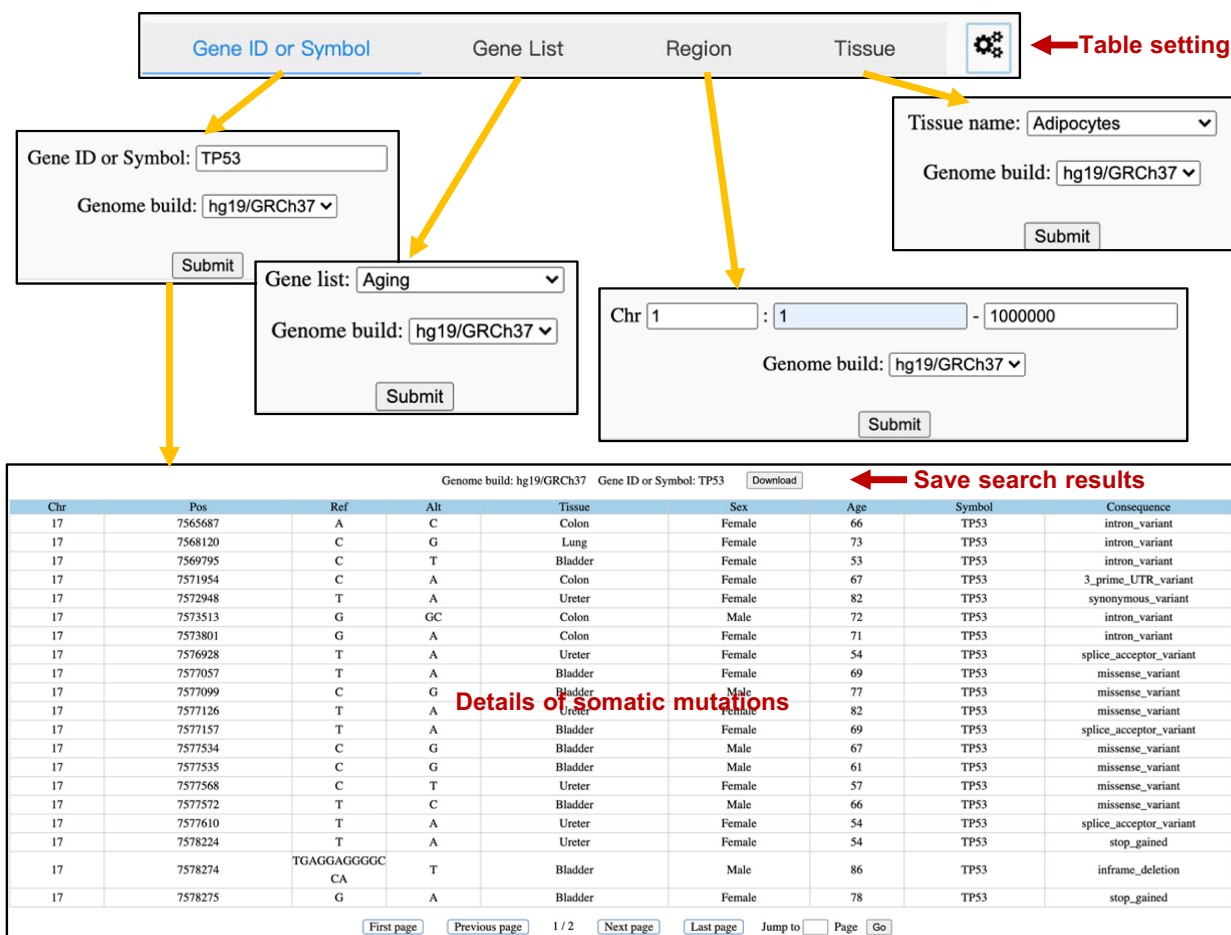 Gene ID or Symbol Gene List Region Tissue Table setting
Tissue name: Adipocytes
Genome build: hg19/GRCh37
Submit
Gene ID or Symbol: TP53
Genome build: hg19/GRCh37
Submit
Gene list: Aging
Genome build: hg19/GRCh37
Submit
Chr 1 : 1 - 1000000
Genome build: hg19/GRCh37
Submit
Genome build: hg19/GRCh37 Gene ID or Symbol: TP53 Download Save search results
Chr Pos Ref Alt Tissue Sex Age Symbol Consequence
17 7565687 A C Colon Female 66 TP53 intron_variant
17 7568120 C G Lung Female 73 TP53 intron_variant
17 7569795 C T Bladder Female 53 TP53 intron_variant
17 7571954 C A Colon Female 67 TP53 3_prime_UTR_variant
17 7572948 T A Ureter Female 82 TP53 synonymous_variant
17 7573513 G GC Colon Male 72 TP53 intron_variant
17 7573801 G A Colon Female 71 TP53 intron_variant
17 7576928 T A Ureter Female 54 TP53 splice_acceptor_variant
17 7577057 T A Bladder Female 69 TP53 missense_variant
17 7577099 C G Bladder Male 77 TP53 missense_variant
Details of somatic mutations
17 7577126 T A Ureter Female 82 TP53 missense_variant
17 7577157 T A Bladder Female 69 TP53 splice_acceptor_variant
17 7577534 C G Bladder Male 67 TP53 missense_variant
17 7577535 C G Bladder Male 61 TP53 missense_variant
17 7577568 C T Ureter Female 57 TP53 missense_variant
17 7577572 T C Bladder Male 66 TP53 missense_variant
17 7577610 T A Ureter Female 54 TP53 splice_acceptor_variant
17 7578224 T A Ureter Female 54 TP53 stop_gained
17 7578274 TGAGGAGGGGC
CA T Bladder Male 86 TP53 inframe_deletion
17 7578275 G A Bladder Female 78 TP53 stop_gained
First page Previous page 1 / 2 Next page Last page Jump to Page Go